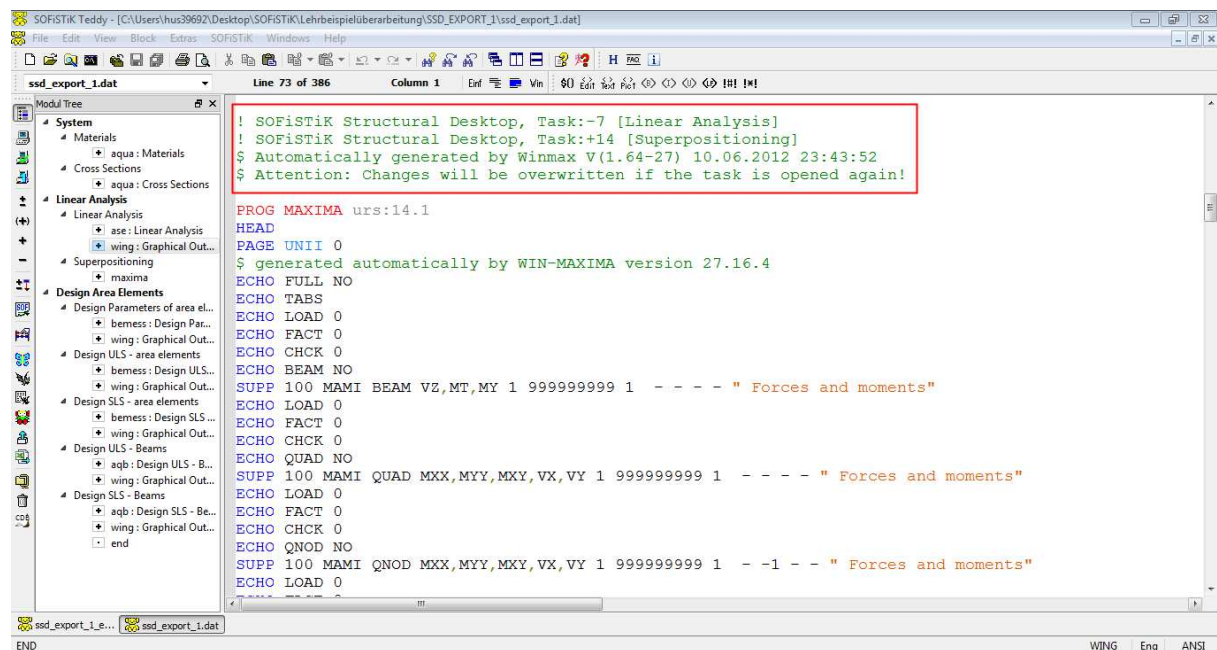 SOFiSTiK Teddy - [C:\Users\hus39692\Desktop\SOFiSTiK\Lehrbeispielüberarbeitung\SSD_EXPORT_1\ssd_export_1.dat]
File Edit View Block Extras SOFiSTiK Windows Help
H FAQ
ssd_export_1.dat Line 73 of 386 Column 1 Einf Vin $() Edit Text Pict
Modul Tree
System
Materials
aqua : Materials
Cross Sections
aqua : Cross Sections
Linear Analysis
Linear Analysis
ase : Linear Analysis
wing : Graphical Out...
Superpositioning
maxima
Design Area Elements
Design Parameters of area el...
bemess : Design Par...
wing : Graphical Out...
Design ULS - area elements
bemess : Design ULS...
wing : Graphical Out...
Design SLS - area elements
bemess : Design SLS ...
wing : Graphical Out...
Design ULS - Beams
aqb : Design ULS - B...
wing : Graphical Out...
Design SLS - Beams
aqb : Design SLS - Be...
wing : Graphical Out...
end
! SOFiSTiK Structural Desktop, Task:-7 [Linear Analysis]
! SOFiSTiK Structural Desktop, Task:+14 [Superpositioning]
$ Automatically generated by Winmax V(1.64-27) 10.06.2012 23:43:52
$ Attention: Changes will be overwritten if the task is opened again!
PROG MAXIMA urs:14.1
HEAD
PAGE UNII 0
$ generated automatically by WIN-MAXIMA version 27.16.4
ECHO FULL NO
ECHO TABS
ECHO LOAD 0
ECHO FACT 0
ECHO CHCK 0
ECHO BEAM NO
SUPP 100 MAMI BEAM VZ,MT,MY 1 999999999 1 - - - - " Forces and moments"
ECHO LOAD 0
ECHO FACT 0
ECHO CHCK 0
ECHO QUAD NO
SUPP 100 MAMI QUAD MXX,MYY,MXY,VX,VY 1 999999999 1 - - - - " Forces and moments"
ECHO LOAD 0
ECHO FACT 0
ECHO CHCK 0
ECHO QNOD NO
SUPP 100 MAMI QNOD MXX,MYY,MXY,VX,VY 1 999999999 1 - -1 - - " Forces and moments"
ECHO LOAD 0
ssd_export_1_e... ssd_export_1.dat
END WING Eng ANSI